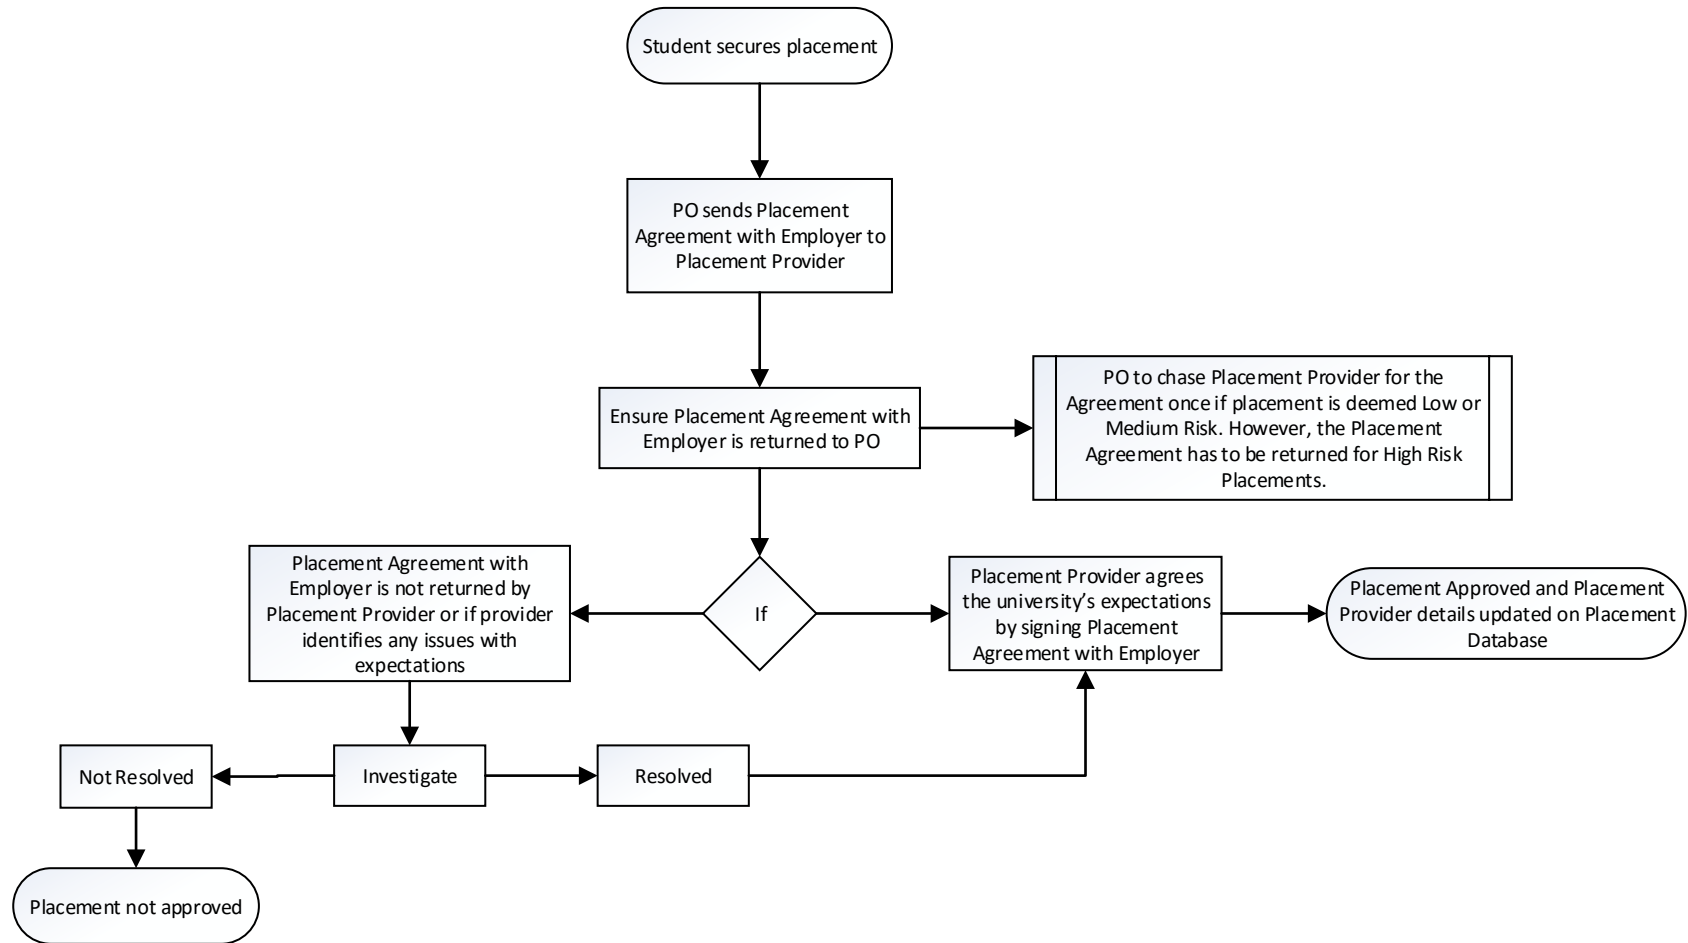 Student secures placement
PO sends Placement
Agreement with Employer to
Placement Provider
Ensure Placement Agreement with
Employer is returned to PO
PO to chase Placement Provider for the
Agreement once if placement is deemed Low or
Medium Risk. However, the Placement
Agreement has to be returned for High Risk
Placements.
Placement Agreement with
Employer is not returned by
Placement Provider or if provider
identifies any issues with
expectations
If
Placement Provider agrees
the university’s expectations
by signing Placement
Agreement with Employer
Placement Approved and Placement
Provider details updated on Placement
Database
Not Resolved
Investigate
Resolved
Placement not approved